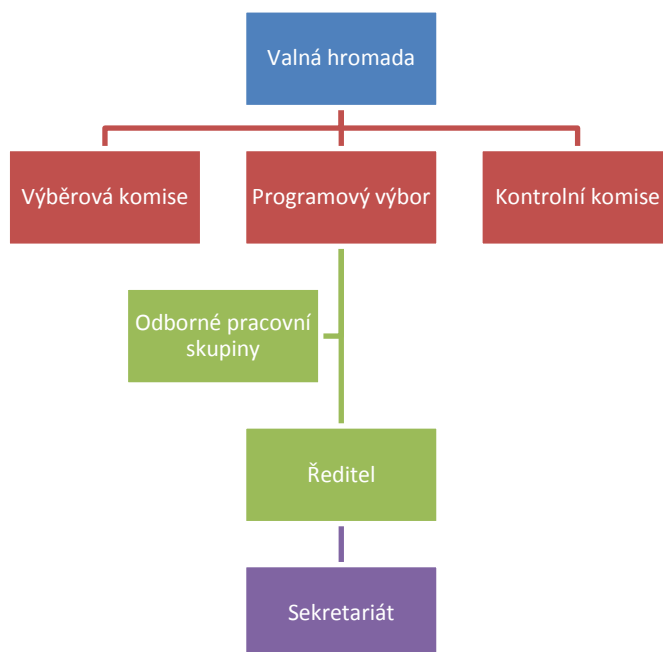 Valná hromada
Výběrová komise
Programový výbor
Kontrolní komise
Odborné pracovní
skupiny
Ředitel
Sekretariát